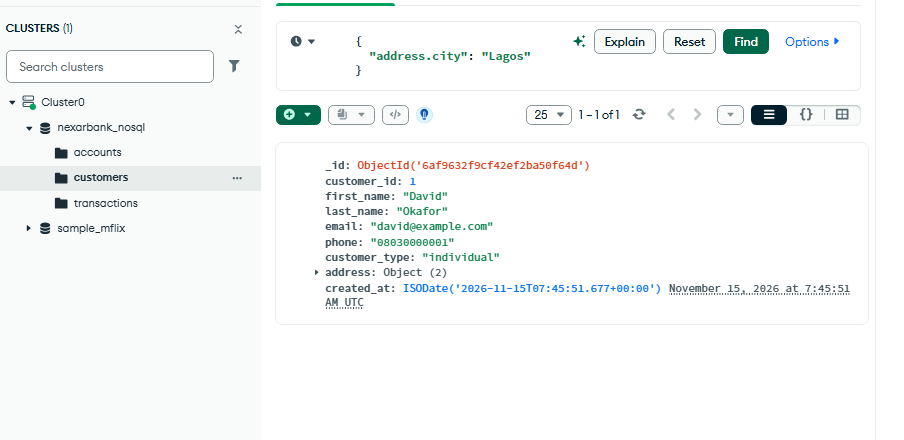 CLUSTERS (1)
Search clusters
Cluster0
nexarbank_nosql
accounts
customers
transactions
sample_mflix
{
"address.city": "Lagos"
}
Explain
Reset
Find
Options
25
1 – 1 of 1
_id: ObjectId('6af9632f9cf42ef2ba50f64d')
customer_id: 1
first_name: "David"
last_name: "Okafor"
email: "david@example.com"
phone: "08030000001"
customer_type: "individual"
address: Object (2)
created_at: ISODate('2026-11-15T07:45:51.677+00:00') November 15, 2026 at 7:45:51
AM UTC